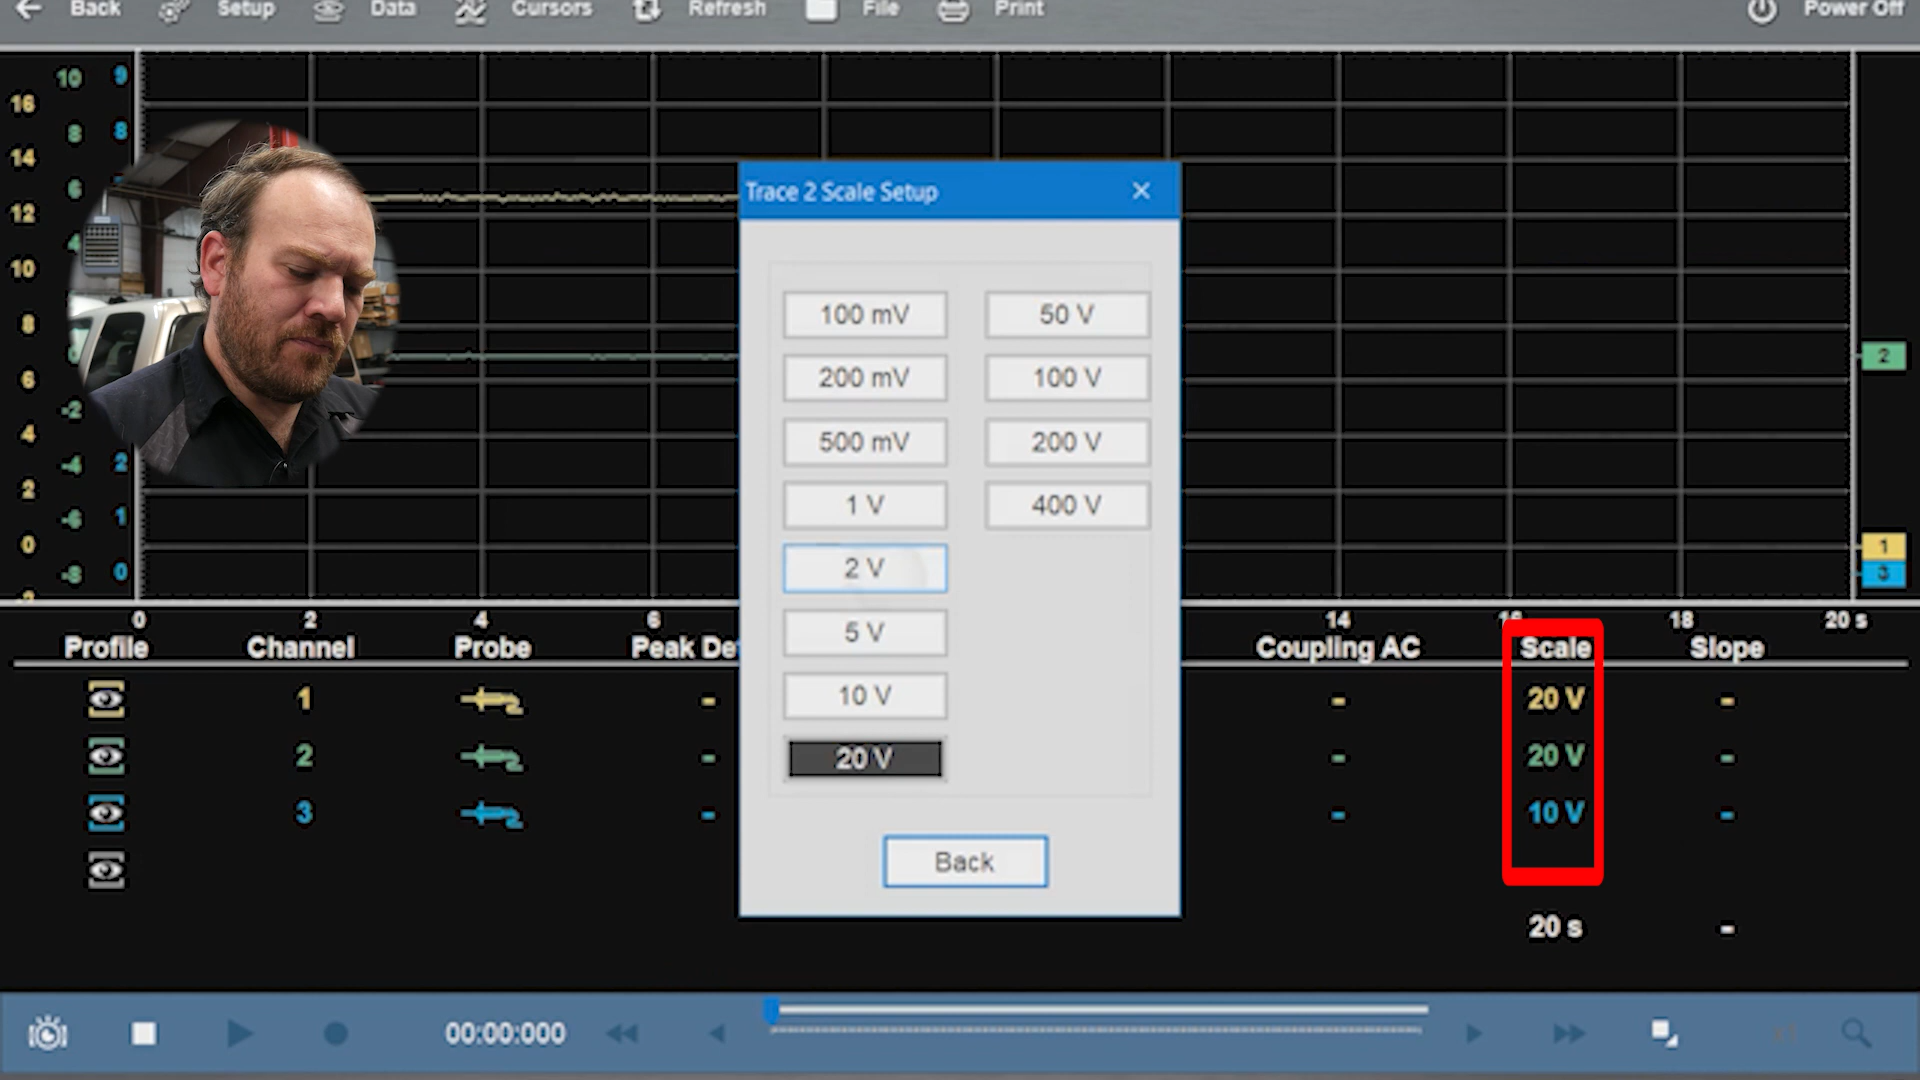 Back Setup Data Cursors Refresh File Print Power Off
10 9
16
8 8
14
6
12
4
10
8
6
-2
4
-4 2
2
-6 1
0
-8 0
2
1
3
0 2 4 6 14 16 18 20 s
Trace 2 Scale Setup
100 mV 50 V
200 mV 100 V
500 mV 200 V
1 V 400 V
2 V
5 V
10 V
20 V
Back
Profile Channel Probe Peak De Coupling AC Scale Slope
1 - - 20 V -
2 - - 20 V -
3 - - 10 V -
20 s -
00:00:000